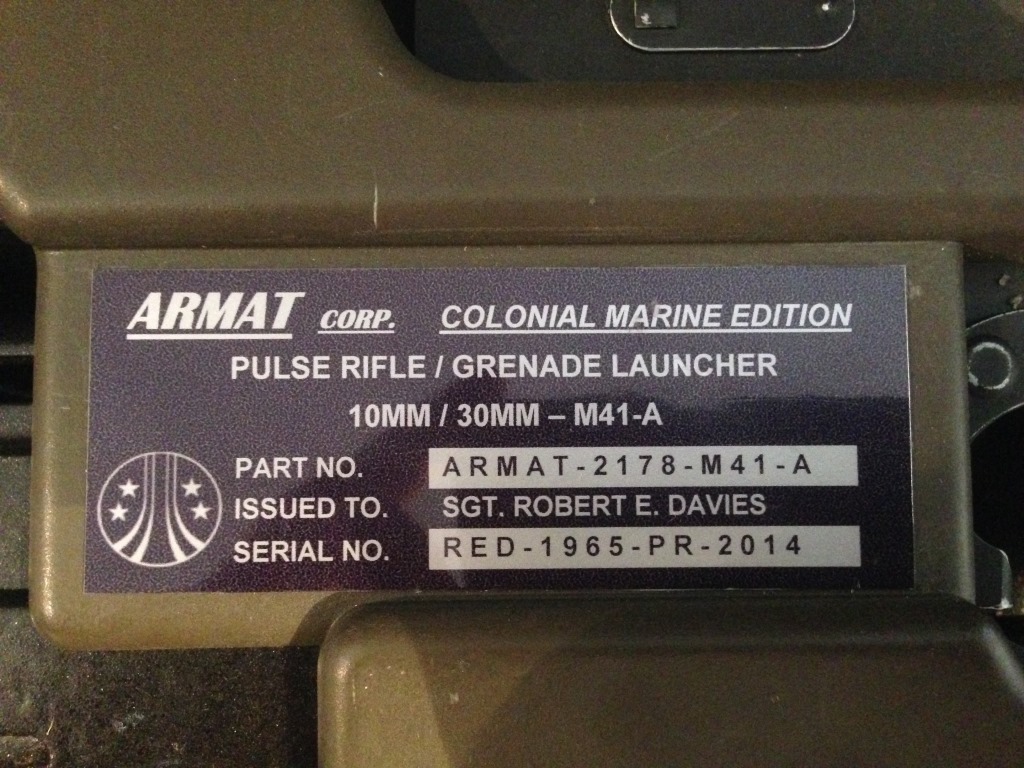 ARMAT CORP. COLONIAL MARINE EDITION
PULSE RIFLE / GRENADE LAUNCHER
10MM / 30MM – M41-A
PART NO. ARMAT-2178-M41-A
ISSUED TO. SGT. ROBERT E. DAVIES
SERIAL NO. RED-1965-PR-2014